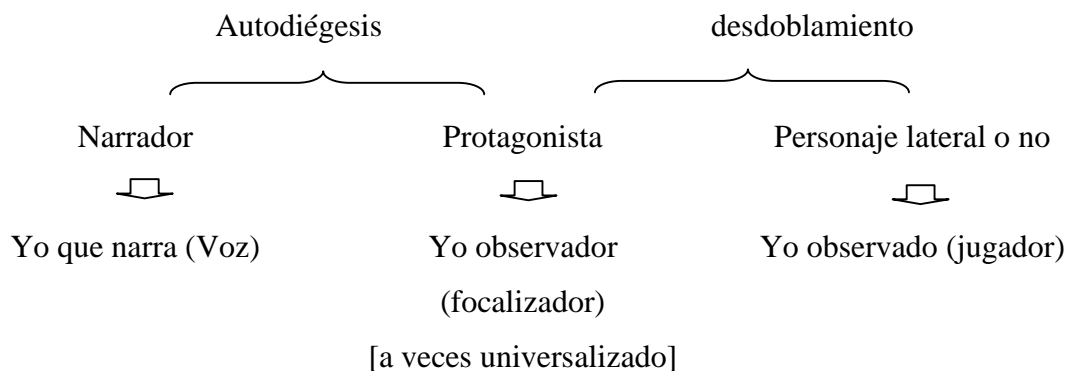 Autodiégesis desdoblamiento
Narrador Protagonista Personaje lateral o no
Yo que narra (Voz) Yo observador Yo observado (jugador)
(focalizador)
[a veces universalizado]